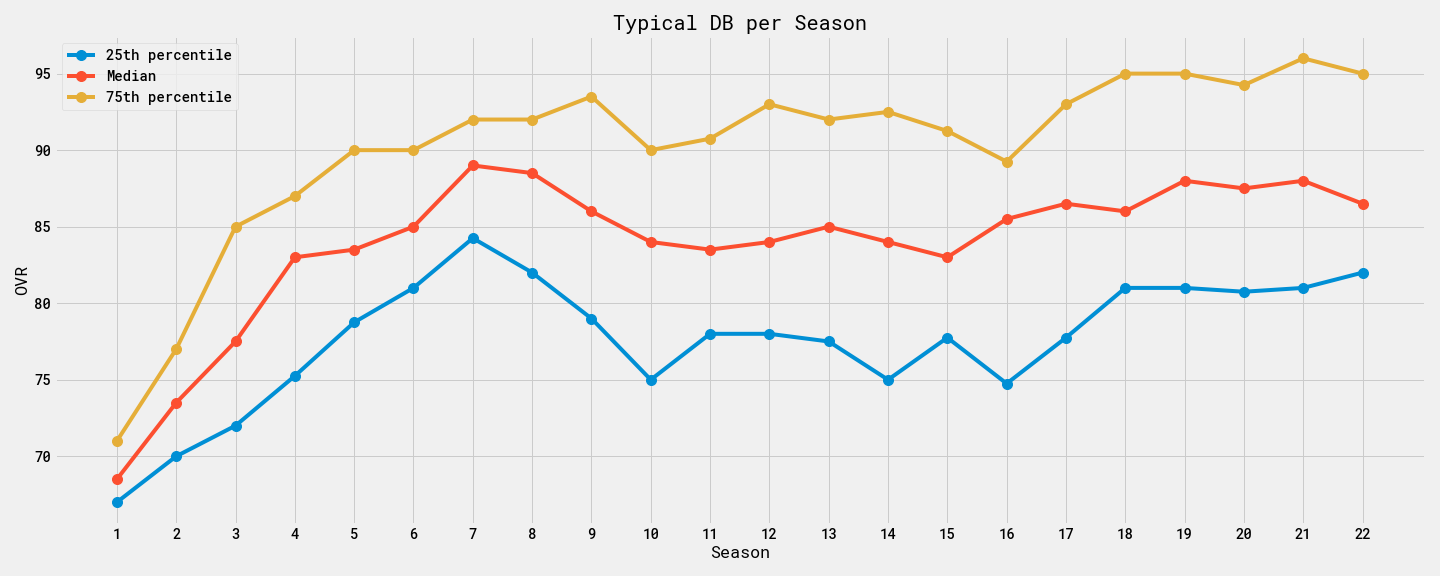 Typical DB per Season
25th percentile
Median
75th percentile
95
90
85
80
75
70
OVR
1 2 3 4 5 6 7 8 9 10 11 12 13 14 15 16 17 18 19 20 21 22
Season